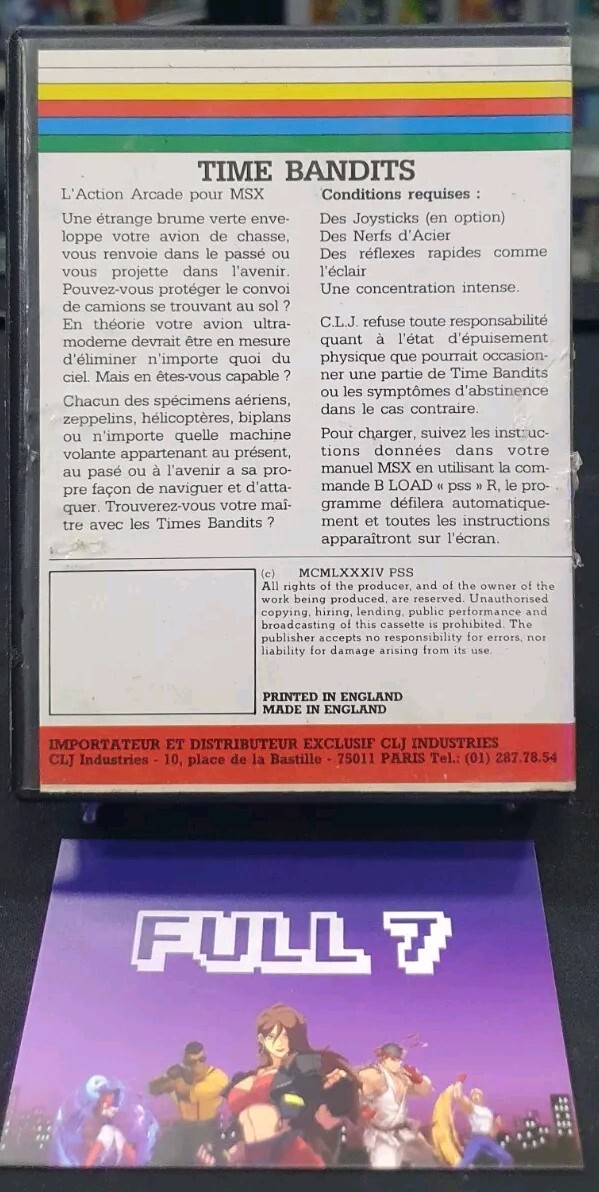 TIME BANDITS
L'Action Arcade pour MSX
Une étrange brume verte enve-
loppe votre avion de chasse,
vous renvoie dans le passé ou
vous projette dans l'avenir.
Pouvez-vous protéger le convoi
de camions se trouvant au sol ?
En théorie votre avion ultra-
moderne devrait être en mesure
d'éliminer n'importe quoi du
ciel. Mais en êtes-vous capable ?
Chacun des spécimens aériens,
zeppelins, hélicoptères, biplans
ou n'importe quelle machine
volante appartenant au présent,
au pasé ou à l'avenir a sa pro-
pre façon de naviguer et d'atta-
quer. Trouverez-vous votre maî-
tre avec les Times Bandits ?
Conditions requises :
Des Joysticks (en option)
Des Nerfs d'Acier
Des réflexes rapides comme
l'éclair
Une concentration intense.
C.L.J. refuse toute responsabilité
quant à l'état d'épuisement
physique que pourrait occasion-
ner une partie de Time Bandits
ou les symptômes d'abstinence
dans le cas contraire.
Pour charger, suivez les instruc-
tions données dans votre
manuel MSX en utilisant la com-
mande B LOAD « pss » R, le pro-
gramme défilera automatique-
ment et toutes les instructions
apparaîtront sur l'écran.
(c) MCMLXXXIV PSS
All rights of the producer, and of the owner of the
work being produced, are reserved. Unauthorised
copying, hiring, lending, public performance and
broadcasting of this cassette is prohibited. The
publisher accepts no responsibility for errors, nor
liability for damage arising from its use.
PRINTED IN ENGLAND
MADE IN ENGLAND
IMPORTATEUR ET DISTRIBUTEUR EXCLUSIF CLJ INDUSTRIES
CLJ Industries - 10, place de la Bastille - 75011 PARIS Tel.: (01) 287.78.54
FULL 7